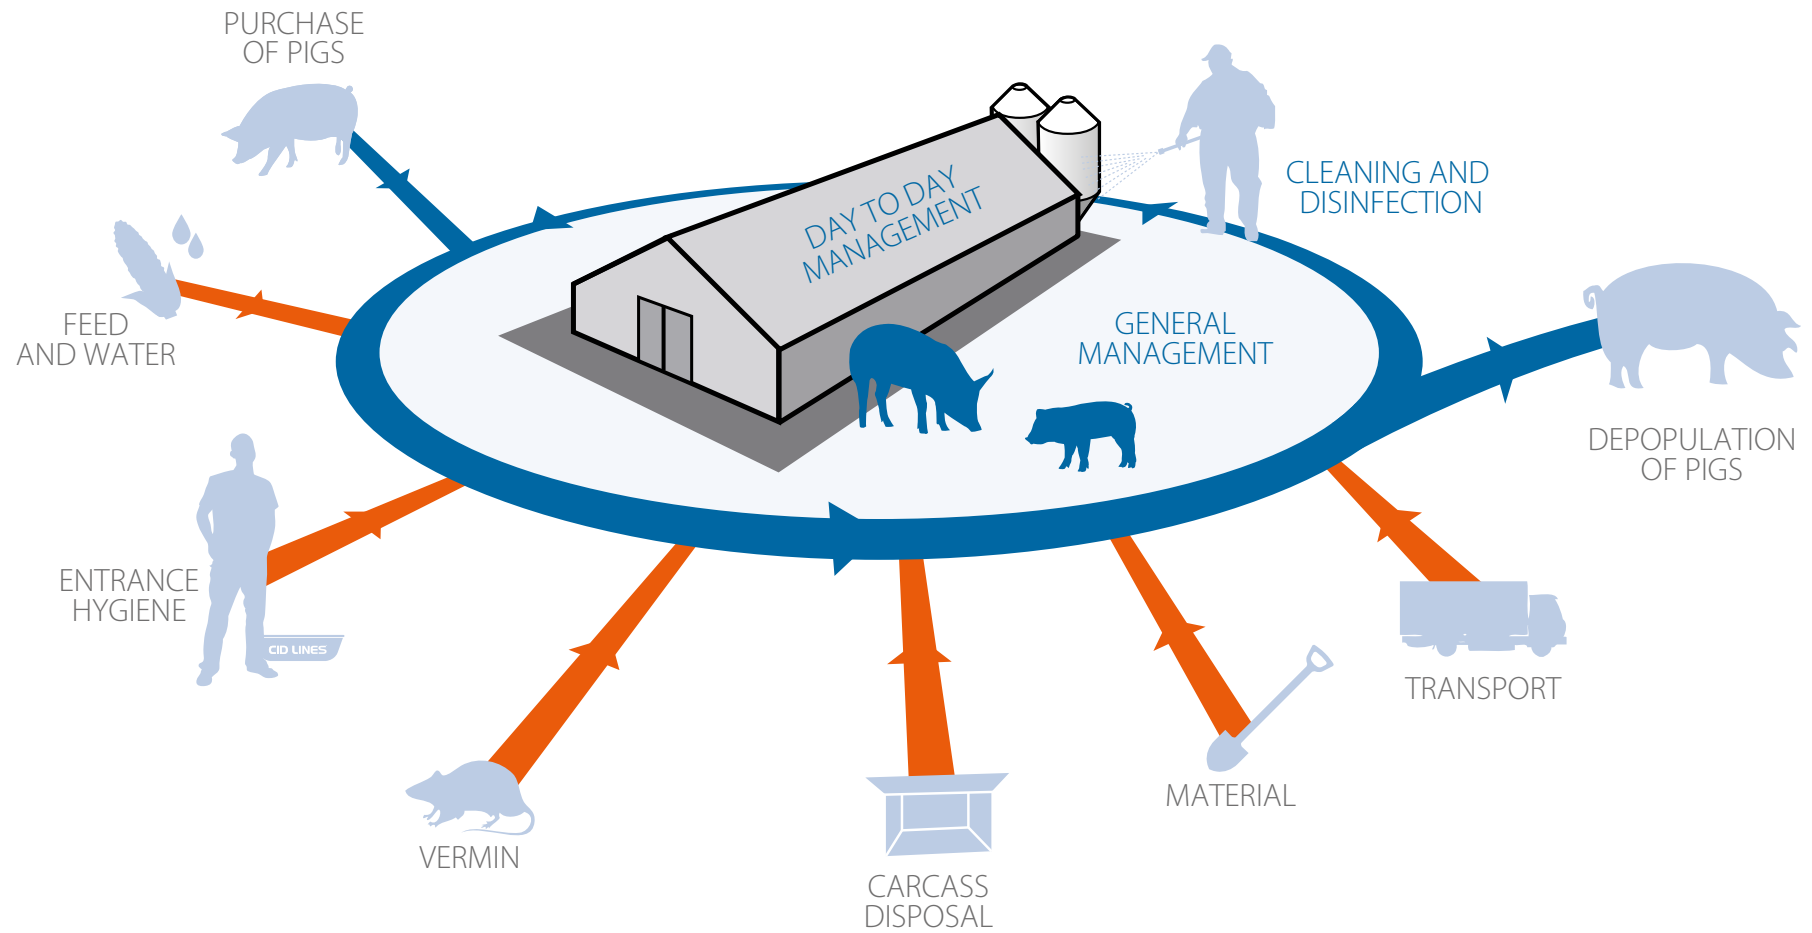 PURCHASE
OF PIGS
CLEANING AND
DISINFECTION
DAY TO DAY
MANAGEMENT
FEED
AND WATER
GENERAL
MANAGEMENT
DEPOPULATION
OF PIGS
ENTRANCE
HYGIENE
CID LINES
TRANSPORT
MATERIAL
VERMIN
CARCASS
DISPOSAL